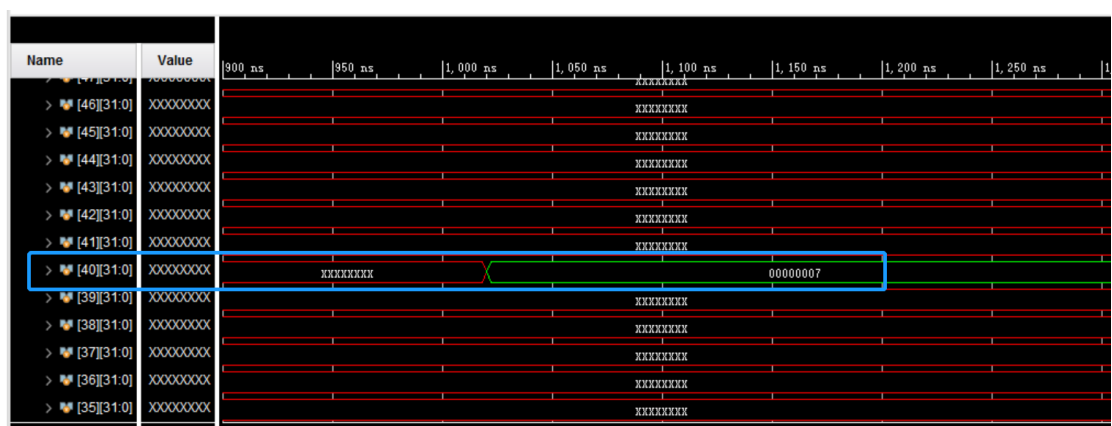 Name Value 900 ns 950 ns 1,000 ns 1,050 ns 1,100 ns 1,150 ns 1,200 ns 1,250 ns
[47][31:0] XXXXXXXX XXXXXXXX
[46][31:0] XXXXXXXX XXXXXXXX
[45][31:0] XXXXXXXX XXXXXXXX
[44][31:0] XXXXXXXX XXXXXXXX
[43][31:0] XXXXXXXX XXXXXXXX
[42][31:0] XXXXXXXX XXXXXXXX
[41][31:0] XXXXXXXX XXXXXXXX
[40][31:0] XXXXXXXX XXXXXXXX 00000007
[39][31:0] XXXXXXXX XXXXXXXX
[38][31:0] XXXXXXXX XXXXXXXX
[37][31:0] XXXXXXXX XXXXXXXX
[36][31:0] XXXXXXXX XXXXXXXX
[35][31:0] XXXXXXXX XXXXXXXX